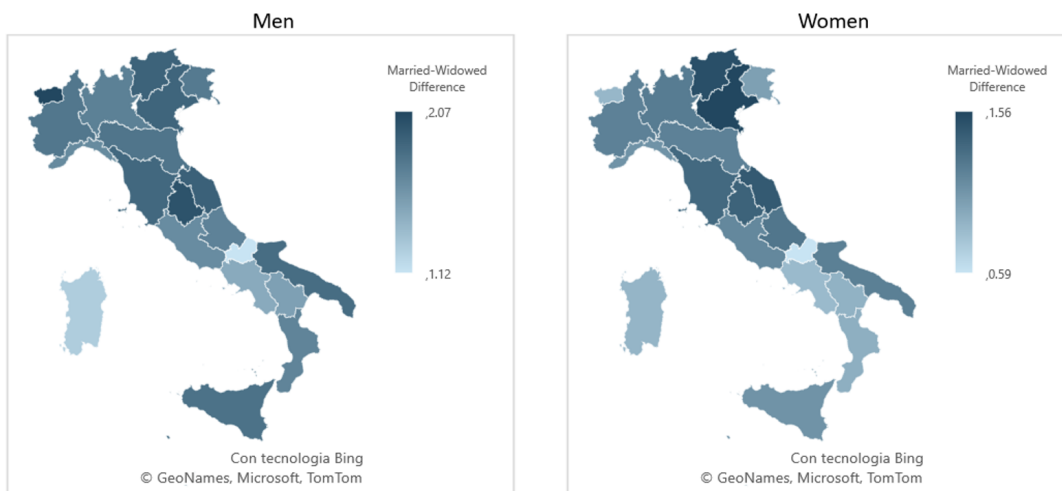 Men
Married-Widowed
Difference
,2.07
,1.12
Con tecnologia Bing
© GeoNames, Microsoft, TomTom
Women
Married-Widowed
Difference
,1.56
,0.59
Con tecnologia Bing
© GeoNames, Microsoft, TomTom